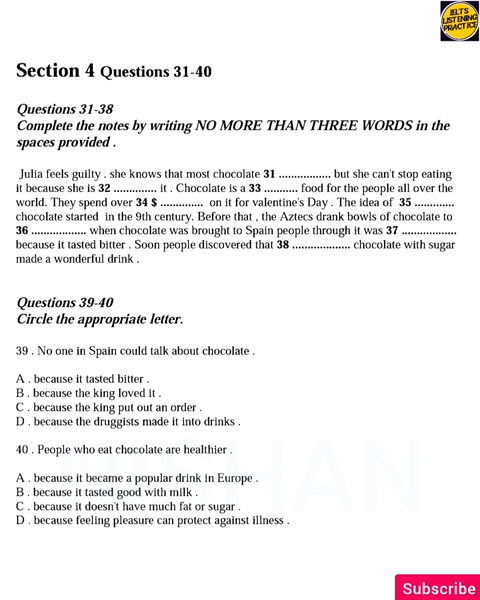 IELTS
LISTENING
PRACTICE
Section 4 Questions 31-40
Questions 31-38
Complete the notes by writing NO MORE THAN THREE WORDS in the
spaces provided .
Julia feels guilty . she knows that most chocolate 31 ................. but she can't stop eating
it because she is 32 .............. it . Chocolate is a 33 ........... food for the people all over the
world. They spend over 34 $ .............. on it for valentine's Day . The idea of 35 .............
chocolate started in the 9th century. Before that , the Aztecs drank bowls of chocolate to
36 .................. when chocolate was brought to Spain people through it was 37 ..................
because it tasted bitter . Soon people discovered that 38 ................... chocolate with sugar
made a wonderful drink .
Questions 39-40
Circle the appropriate letter.
39 . No one in Spain could talk about chocolate .
A . because it tasted bitter .
B . because the king loved it .
C . because the king put out an order .
D . because the druggists made it into drinks .
40 . People who eat chocolate are healthier .
A . because it became a popular drink in Europe .
B . because it tasted good with milk .
C . because it doesn't have much fat or sugar .
D . because feeling pleasure can protect against illness .
Subscribe